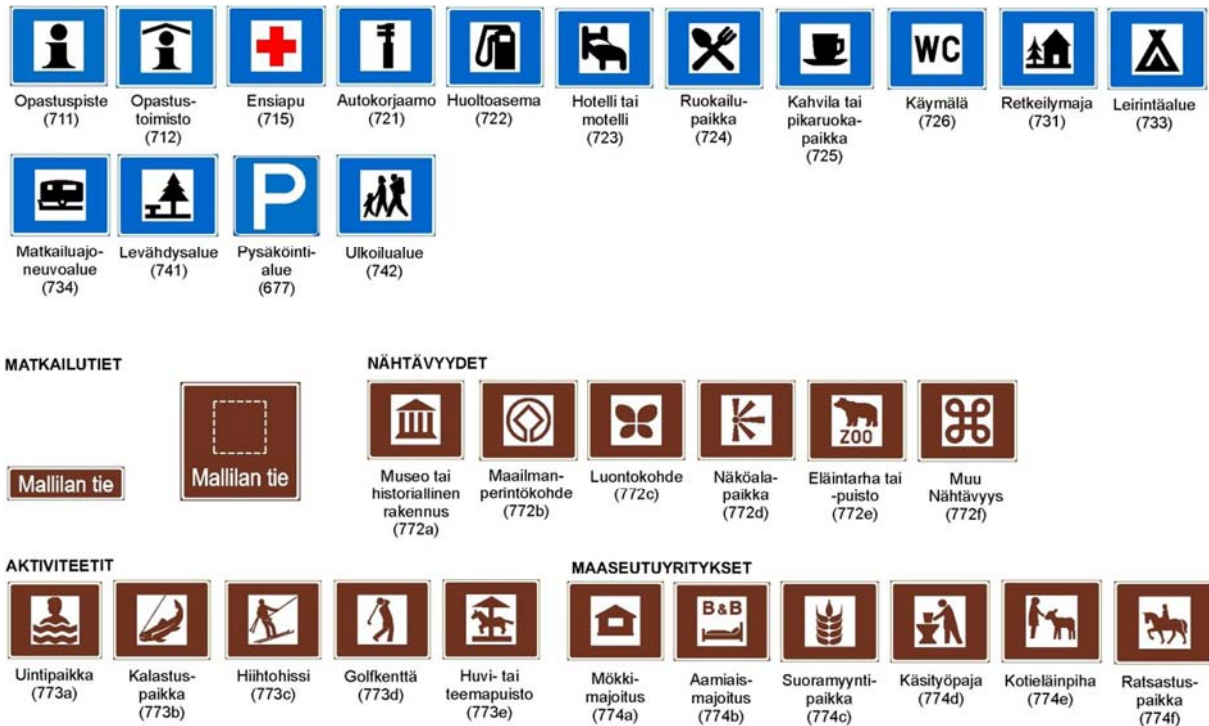 WC
Opastuspiste
(711)
Opastus-
toimisto
(712)
Ensiapu
(715)
Autokorjaamo
(721)
Huoltoasema
(722)
Hotelli tai
motelli
(723)
Ruokailu-
paikka
(724)
Kahvila tai
pikaruoka-
paikka
(725)
Käymälä
(726)
Retkeilymaja
(731)
Leirintäalue
(733)
P
Matkailuajo-
neuvoalue
(734)
Levähdysalue
(741)
Pysäköinti-
alue
(677)
Ulkoilualue
(742)
MATKAILUTIET
Mallilan tie
Mallilan tie
NÄHTÄVYYDET
ZOO
Museo tai
historiallinen
rakennus
(772a)
Maailman-
perintökohde
(772b)
Luontokohde
(772c)
Näköala-
paikka
(772d)
Eläintarha tai
-puisto
(772e)
Muu
Nähtävyys
(772f)
AKTIVITEETIT
Uintipaikka
(773a)
Kalastus-
paikka
(773b)
Hiihtohissi
(773c)
Golfkenttä
(773d)
Huvi- tai
teemapuisto
(773e)
MAASEUTUYRITYKSET
B&B
Mökki-
majoitus
(774a)
Aamiais-
majoitus
(774b)
Suoramyynti-
paikka
(774c)
Käsityöpaja
(774d)
Kotieläinpiha
(774e)
Ratsastus-
paikka
(774f)